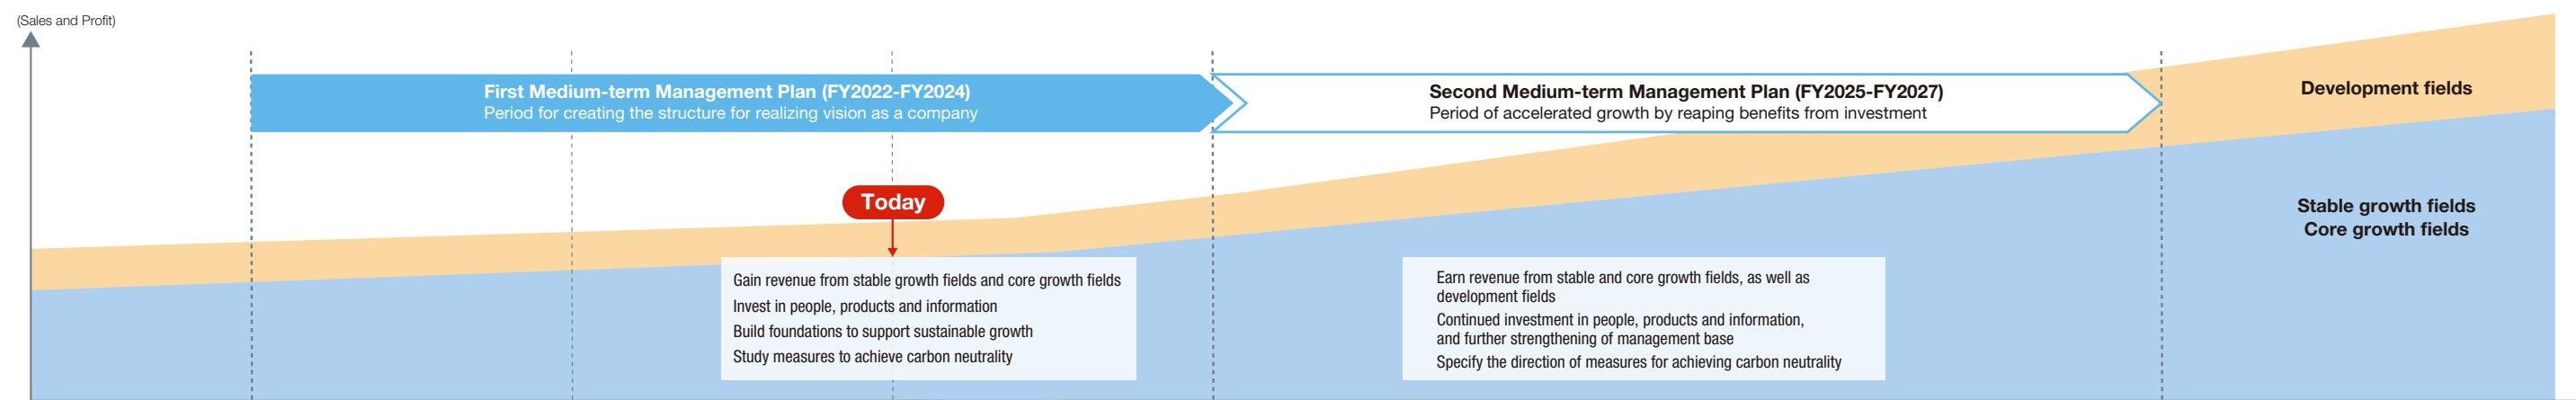 (Sales and Profit)
First Medium-term Management Plan (FY2022-FY2024)
Period for creating the structure for realizing vision as a company
Second Medium-term Management Plan (FY2025-FY2027)
Period of accelerated growth by reaping benefits from investment
Development fields
Today
Stable growth fields
Core growth fields
Gain revenue from stable growth fields and core growth fields
Invest in people, products and information
Build foundations to support sustainable growth
Study measures to achieve carbon neutrality
Earn revenue from stable and core growth fields, as well as
development fields
Continued investment in people, products and information,
and further strengthening of management base
Specify the direction of measures for achieving carbon neutrality